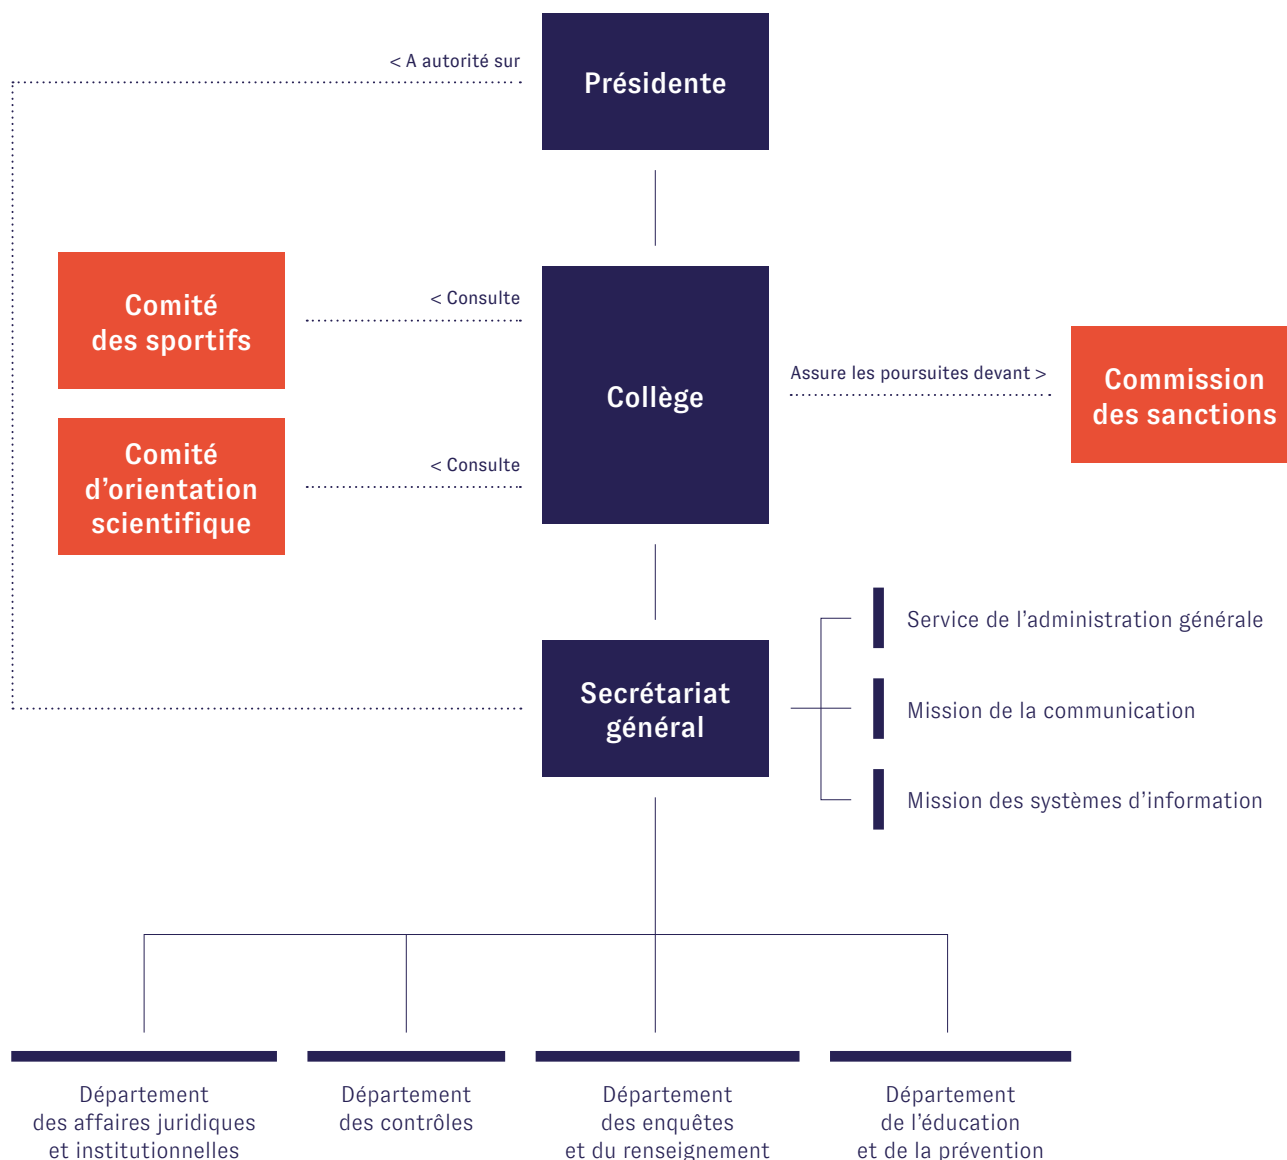 < A autorité sur
Présidente
Comité
des sportifs
< Consulte
Collège
Assure les poursuites devant >
Commission
des sanctions
Comité
d’orientation
scientifique
< Consulte
Secrétariat
général
Service de l’administration générale
Mission de la communication
Mission des systèmes d’information
Département
des affaires juridiques
et institutionnelles
Département
des contrôles
Département
des enquêtes
et du renseignement
Département
de l’éducation
et de la prévention